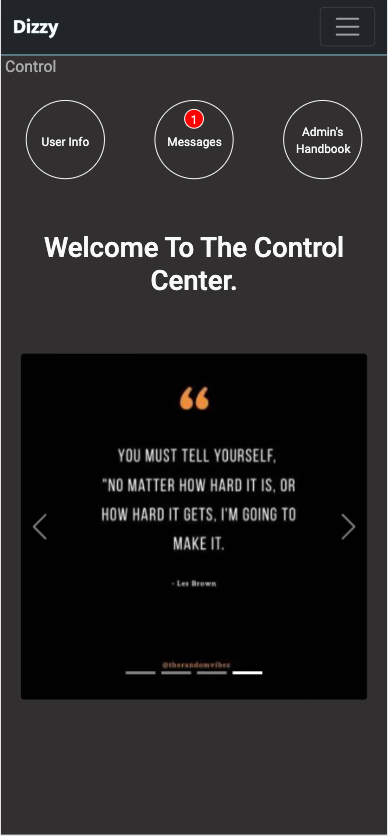 Dizzy
Control
User Info
1
Messages
Admin's
Handbook
Welcome To The Control
Center.
YOU MUST TELL YOURSELF,
"NO MATTER HOW HARD IT IS, OR
HOW HARD IT GETS, I'M GOING TO
MAKE IT.
- Les Brown
@therandomvibez